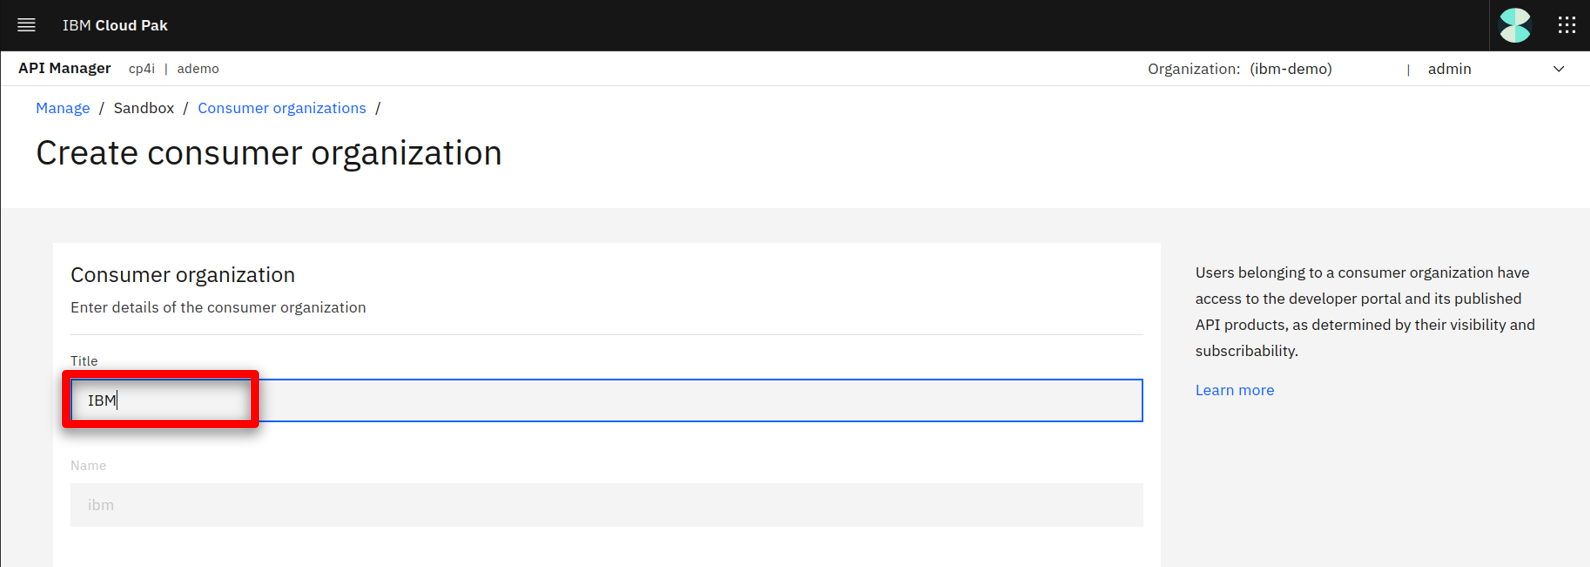 IBM Cloud Pak
API Manager cp4i | ademo Organization: (ibm-demo) | admin
Manage / Sandbox / Consumer organizations /
Create consumer organization
Consumer organization
Enter details of the consumer organization
Title
IBM
Name
ibm
Users belonging to a consumer organization have
access to the developer portal and its published
API products, as determined by their visibility and
subscribability.
Learn more